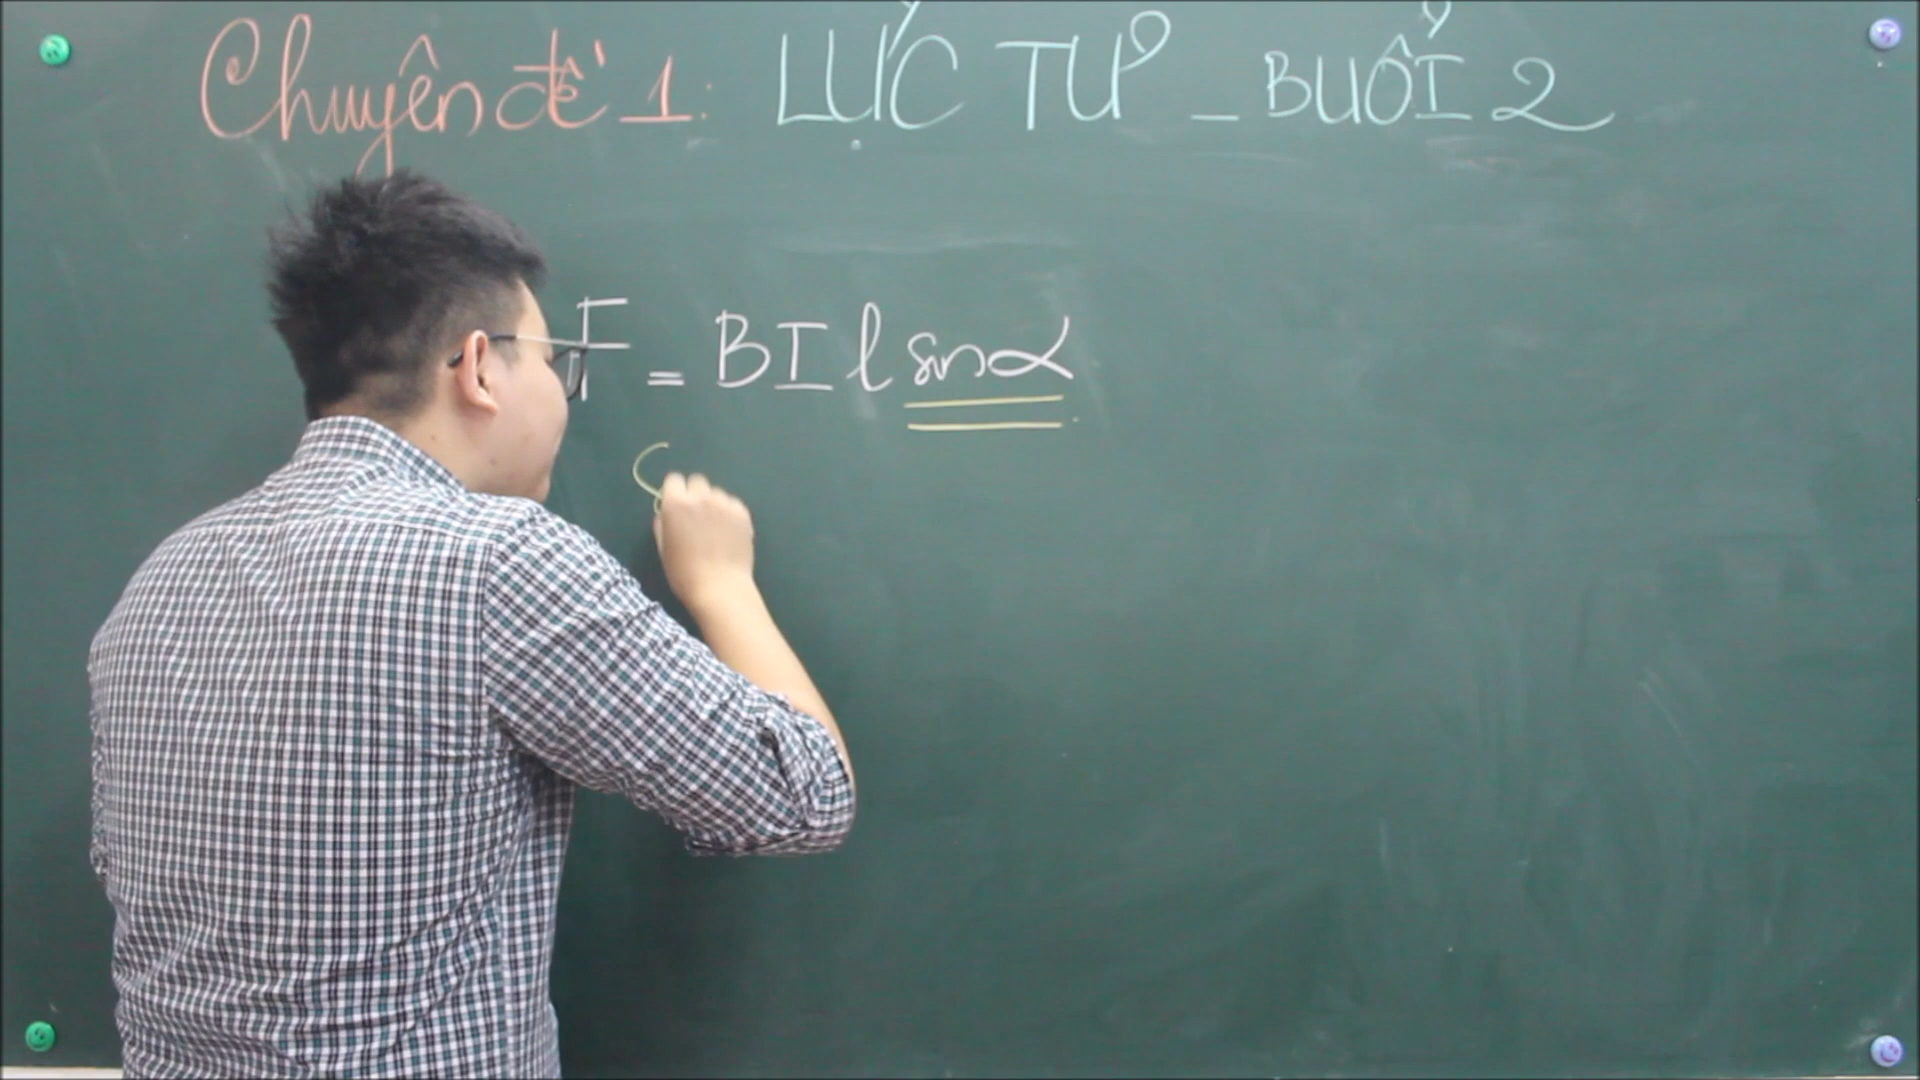 Chuyên đề 1: LỰC TỪ - BUỔI 2
F = BIl sinα